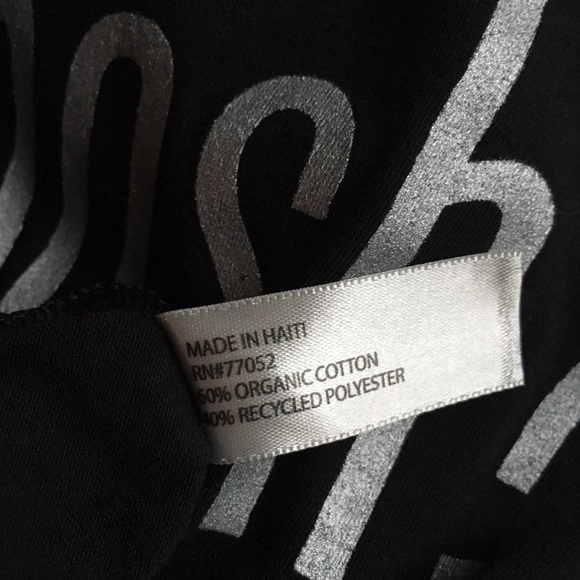 MADE IN HAITI
RN#77052
60% ORGANIC COTTON
40% RECYCLED POLYESTER